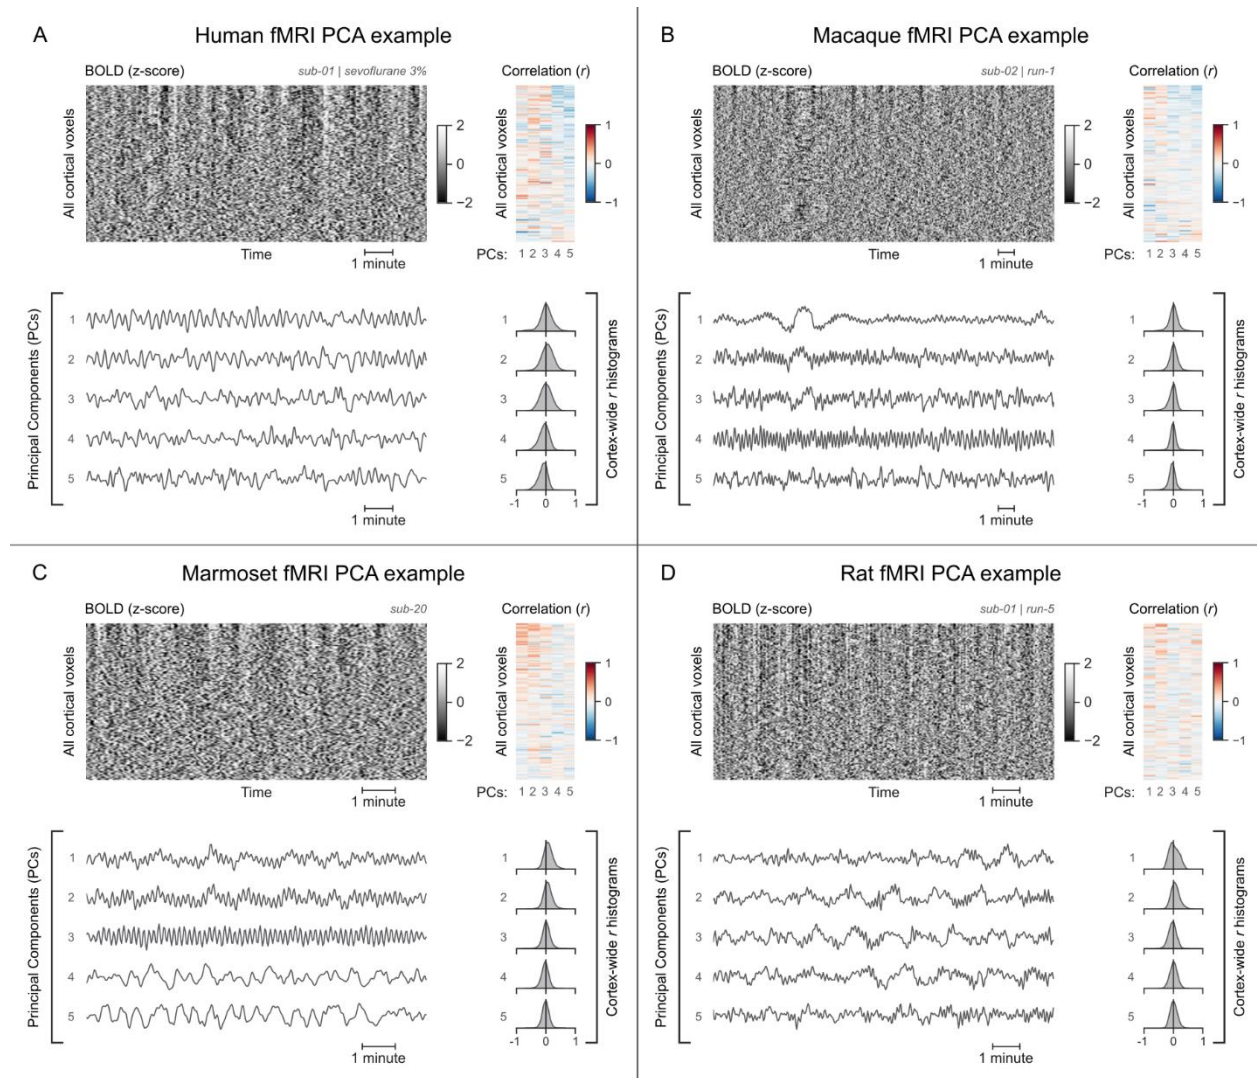 A
Human fMRI PCA example
BOLD (z-score)
sub-01 | sevoflurane 3%
Correlation (r)
All cortical voxels
2
0
−2
All cortical voxels
1
0
−1
Time
1 minute
PCs: 1 2 3 4 5
Principal Components (PCs)
1
2
3
4
5
1 minute
1
2
3
4
5
-1 0 1
Cortex-wide r histograms
B
Macaque fMRI PCA example
BOLD (z-score)
sub-02 | run-1
Correlation (r)
All cortical voxels
2
0
−2
All cortical voxels
1
0
−1
Time
1 minute
PCs: 1 2 3 4 5
Principal Components (PCs)
1
2
3
4
5
1 minute
1
2
3
4
5
-1 0 1
Cortex-wide r histograms
C
Marmoset fMRI PCA example
BOLD (z-score)
sub-20
Correlation (r)
All cortical voxels
2
0
−2
All cortical voxels
1
0
−1
Time
1 minute
PCs: 1 2 3 4 5
Principal Components (PCs)
1
2
3
4
5
1 minute
1
2
3
4
5
-1 0 1
Cortex-wide r histograms
D
Rat fMRI PCA example
BOLD (z-score)
sub-01 | run-5
Correlation (r)
All cortical voxels
2
0
−2
All cortical voxels
1
0
−1
Time
1 minute
PCs: 1 2 3 4 5
Principal Components (PCs)
1
2
3
4
5
1 minute
1
2
3
4
5
-1 0 1
Cortex-wide r histograms